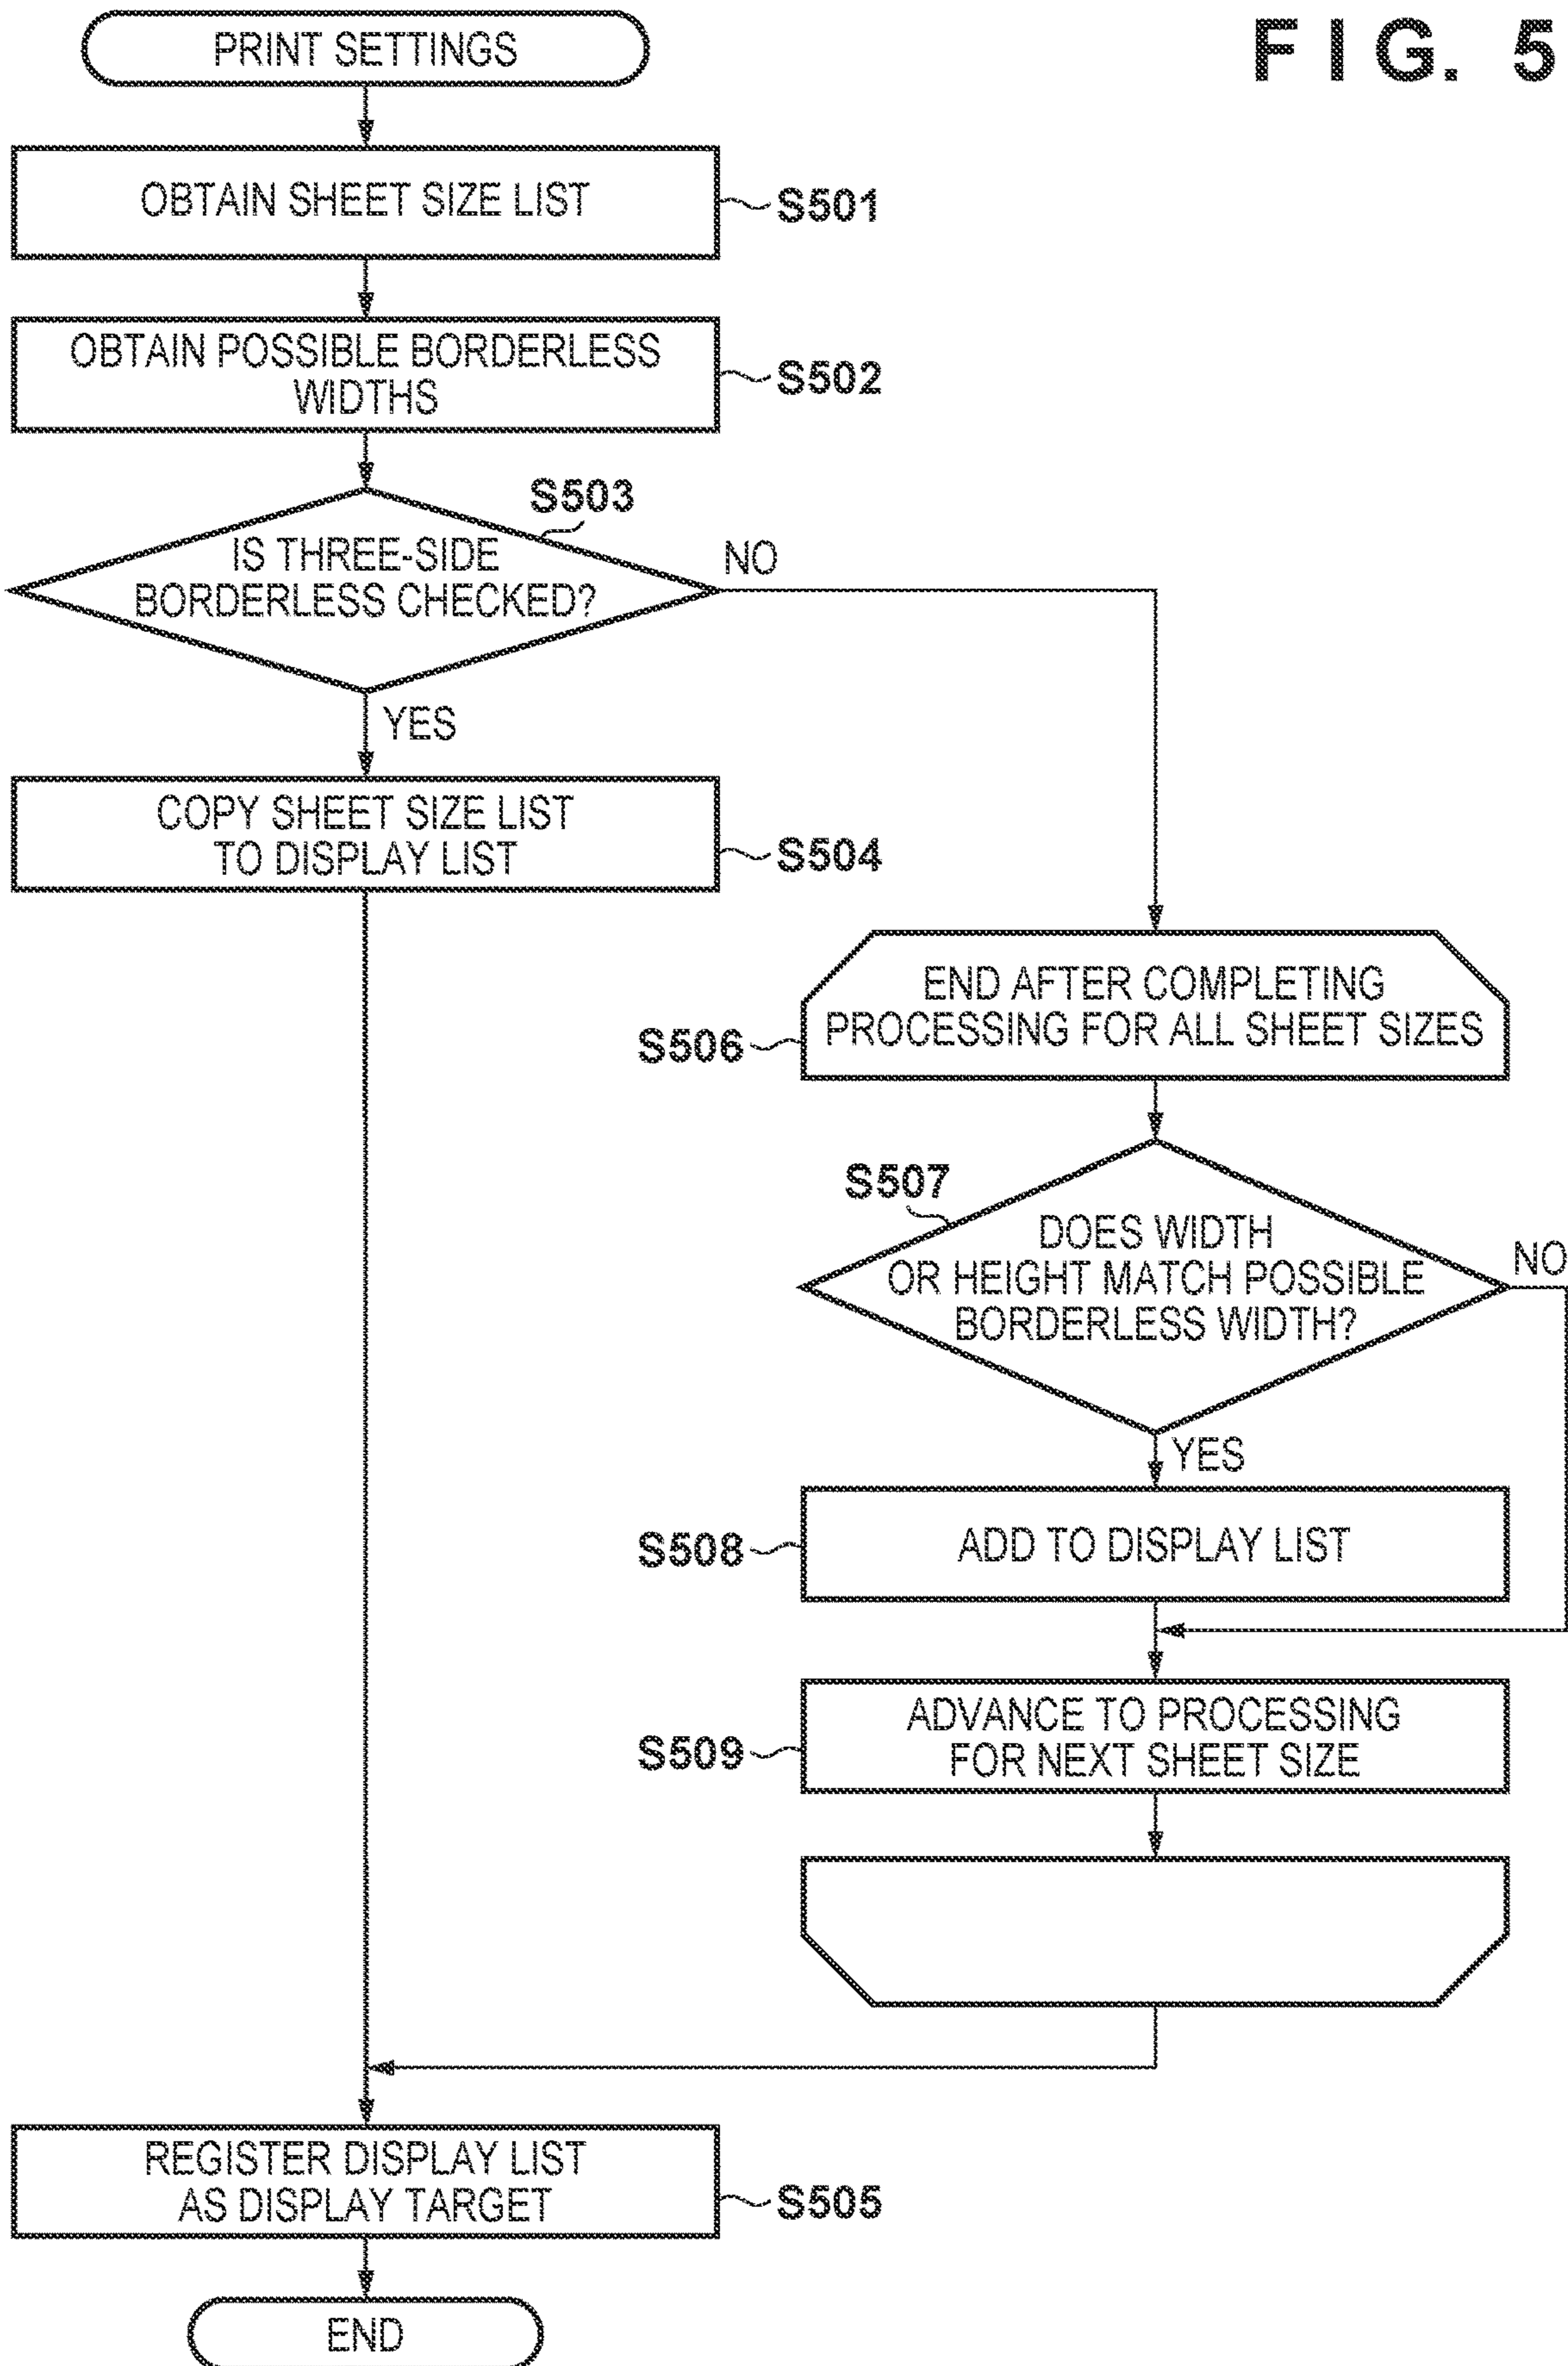 FIG. 5
PRINT SETTINGS
OBTAIN SHEET SIZE LIST
S501
OBTAIN POSSIBLE BORDERLESS
WIDTHS
S502
S503
IS THREE-SIDE
BORDERLESS CHECKED?
NO
YES
COPY SHEET SIZE LIST
TO DISPLAY LIST
S504
END AFTER COMPLETING
PROCESSING FOR ALL SHEET SIZES
S506
S507
DOES WIDTH
OR HEIGHT MATCH POSSIBLE
BORDERLESS WIDTH?
NO
YES
S508
ADD TO DISPLAY LIST
ADVANCE TO PROCESSING
FOR NEXT SHEET SIZE
S509
REGISTER DISPLAY LIST
AS DISPLAY TARGET
S505
END